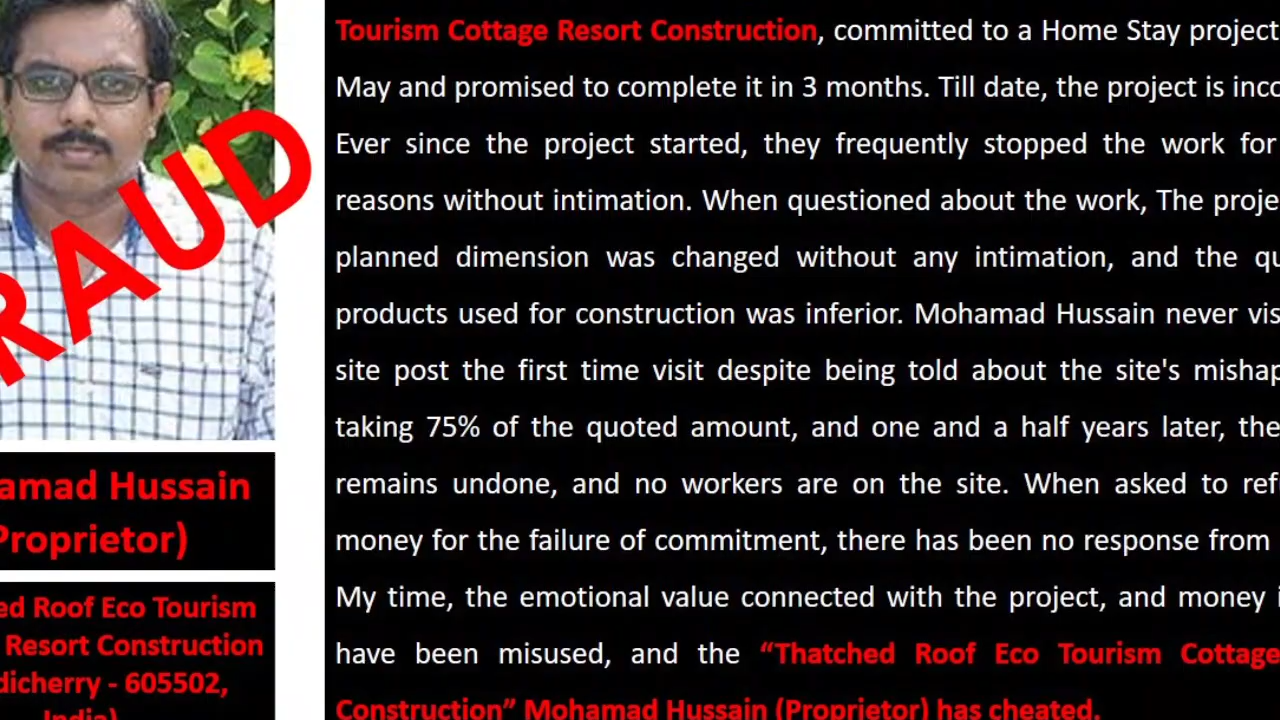 RAUD
amad Hussain
Proprietor)
ed Roof Eco Tourism
Resort Construction
dicherry - 605502,
India)
Tourism Cottage Resort Construction, committed to a Home Stay project
May and promised to complete it in 3 months. Till date, the project is inco
Ever since the project started, they frequently stopped the work for
reasons without intimation. When questioned about the work, The proje
planned dimension was changed without any intimation, and the qu
products used for construction was inferior. Mohamad Hussain never vis
site post the first time visit despite being told about the site's mishap
taking 75% of the quoted amount, and one and a half years later, the
remains undone, and no workers are on the site. When asked to ref
money for the failure of commitment, there has been no response from
My time, the emotional value connected with the project, and money i
have been misused, and the “Thatched Roof Eco Tourism Cottage
Construction” Mohamad Hussain (Proprietor) has cheated.